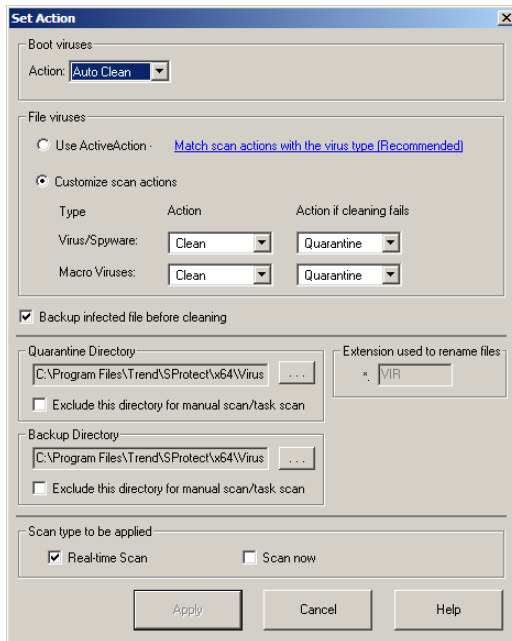 Set Action
Boot viruses
Action: Auto Clean
File viruses
Use ActiveAction · Match scan actions with the virus type (Recommended)
Customize scan actions
Type Action Action if cleaning fails
Virus/Spyware: Clean Quarantine
Macro Viruses: Clean Quarantine
Backup infected file before cleaning
Quarantine Directory Extension used to rename files
C:\Program Files\Trend\SProtect\x64\Virus ... *. VIR
Exclude this directory for manual scan/task scan
Backup Directory
C:\Program Files\Trend\SProtect\x64\Virus ...
Exclude this directory for manual scan/task scan
Scan type to be applied
Real-time Scan Scan now
Apply Cancel Help